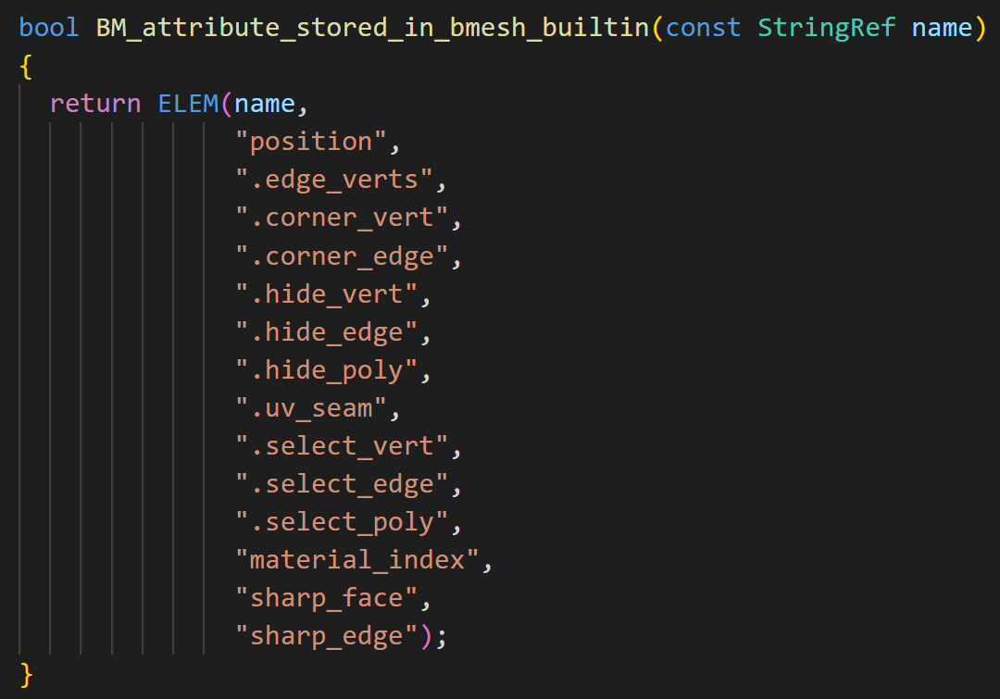 bool BM_attribute_stored_in_bmesh_builtin(const StringRef name)
{
  return ELEM(name,
              "position",
              ".edge_verts",
              ".corner_vert",
              ".corner_edge",
              ".hide_vert",
              ".hide_edge",
              ".hide_poly",
              ".uv_seam",
              ".select_vert",
              ".select_edge",
              ".select_poly",
              "material_index",
              "sharp_face",
              "sharp_edge");
}